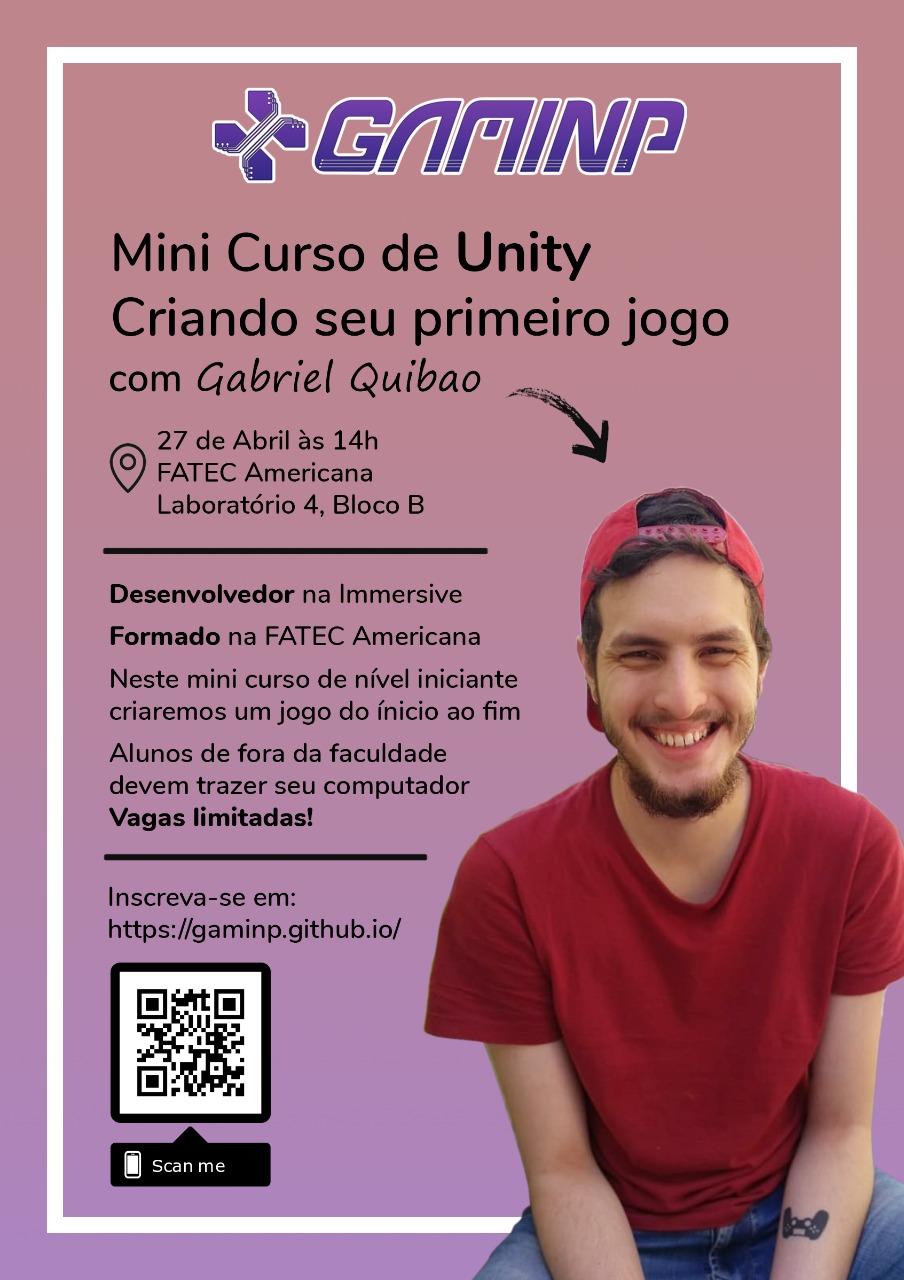 GAMINP
Mini Curso de Unity
Criando seu primeiro jogo
com Gabriel Quibao
27 de Abril às 14h
FATEC Americana
Laboratório 4, Bloco B
Desenvolvedor na Immersive
Formado na FATEC Americana
Neste mini curso de nível iniciante
criaremos um jogo do ínicio ao fim
Alunos de fora da faculdade
devem trazer seu computador
Vagas limitadas!
Inscreva-se em:
https://gaminp.github.io/
Scan me